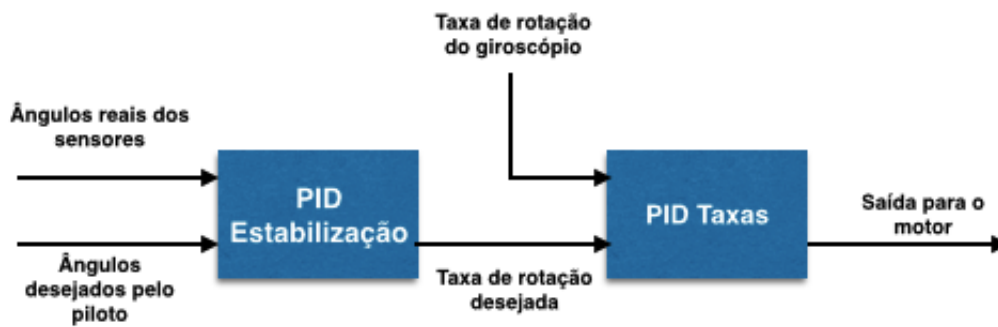 Taxa de rotação
do giroscópio
Ângulos reais dos
sensores
PID
Estabilização
PID Taxas
Saída para o
motor
Ângulos
desejados pelo
piloto
Taxa de rotação
desejada